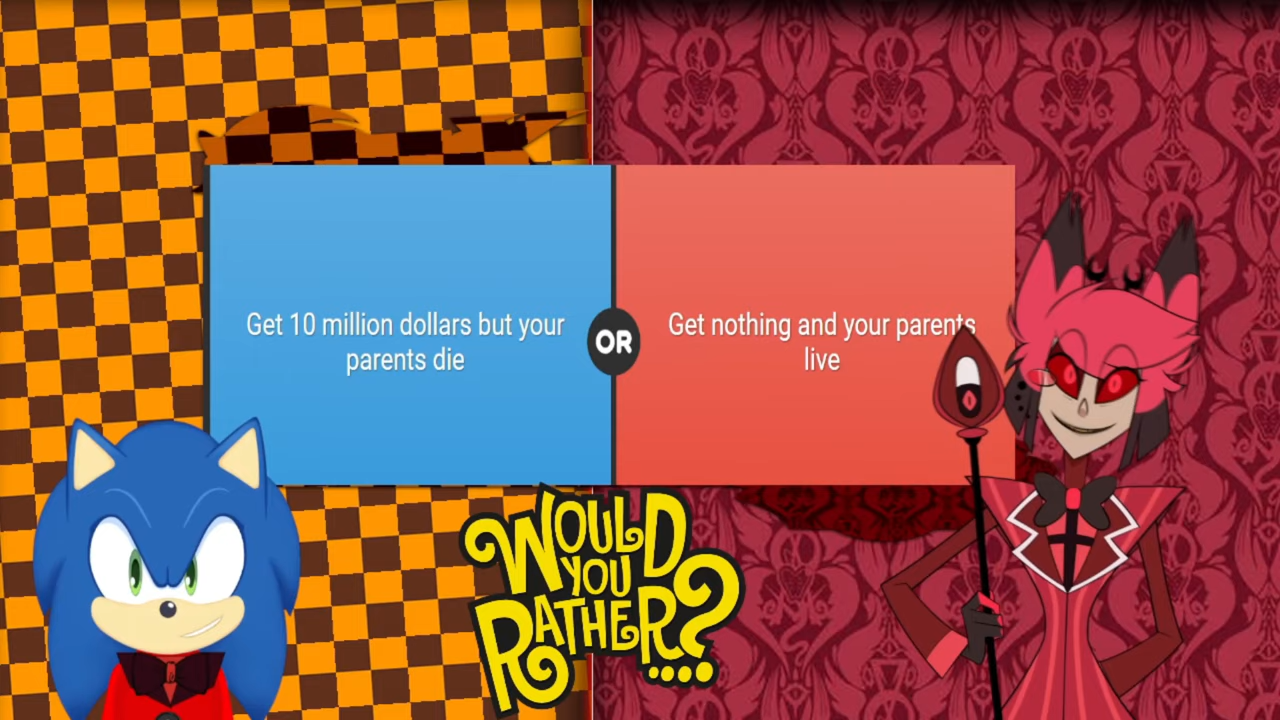 Get 10 million dollars but your
parents die
OR
Get nothing and your parents
live
WOULD
YOU
RATHER?....